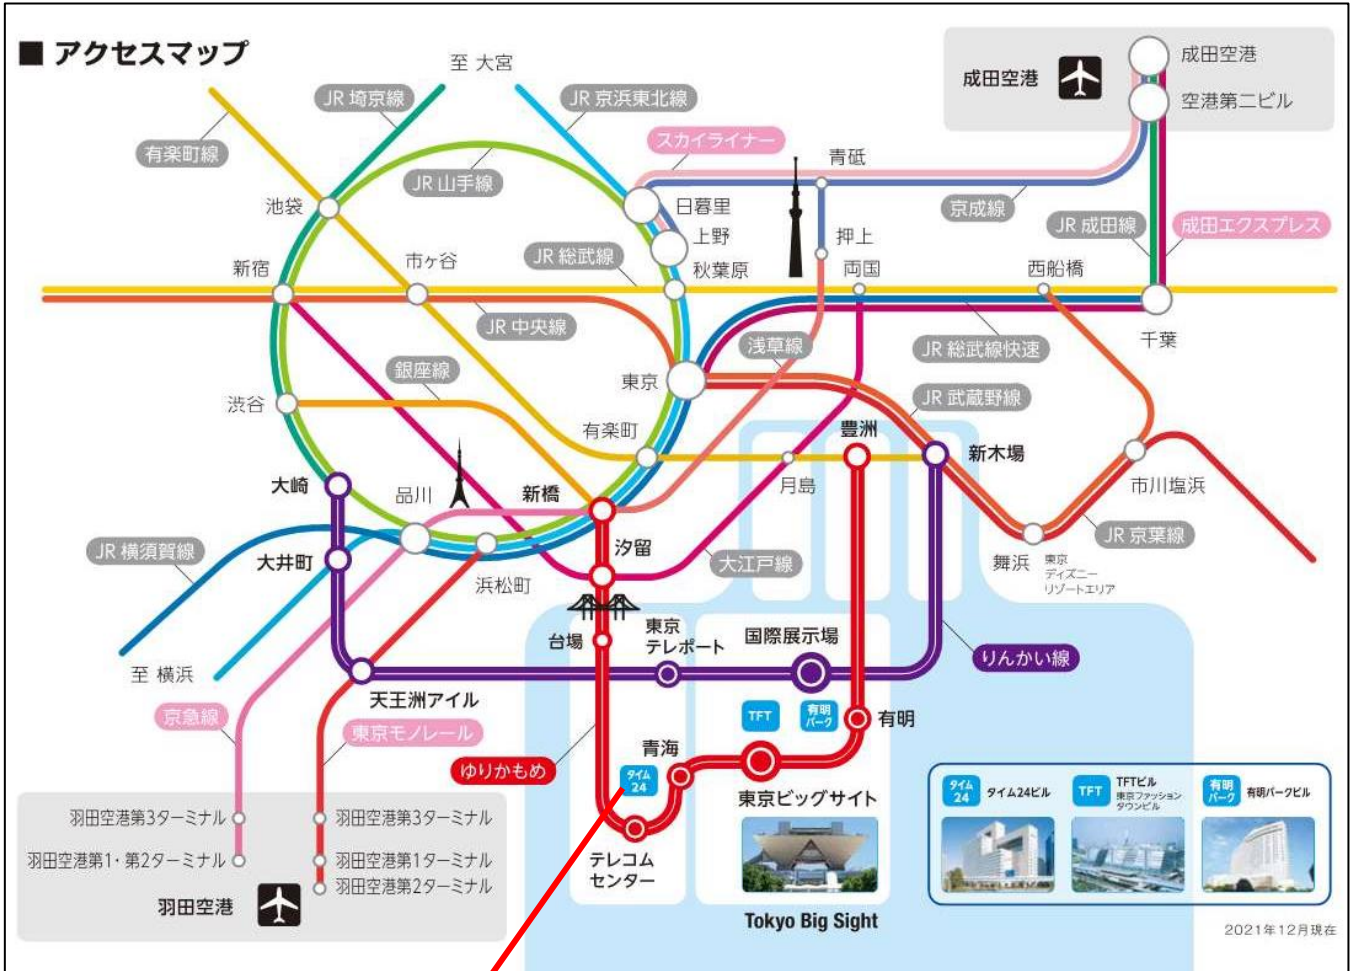 ■ アクセスマップ
至 大宮
JR 埼京線
JR 京浜東北線
有楽町線
スカイライナー
JR 山手線
青砥
成田空港
成田空港
空港第二ビル
池袋
日暮里
京成線
JR 成田線
成田エクスプレス
上野
押上
新宿
市ヶ谷
JR 総武線
秋葉原
両国
西船橋
JR 中央線
浅草線
JR 総武線快速
千葉
銀座線
東京
渋谷
JR 武蔵野線
有楽町
豊洲
新木場
大崎
品川
新橋
月島
市川塩浜
JR 横須賀線
大井町
汐留
大江戸線
舞浜
東京
ディズニー
リゾートエリア
JR 京葉線
浜松町
台場
東京
テレポート
国際展示場
りんかい線
至 横浜
天王洲アイル
京急線
東京モノレール
TFT
有明
パーク
有明
ゆりかもめ
青海
タイム
24
東京ビッグサイト
羽田空港第3ターミナル
羽田空港第3ターミナル
羽田空港第1・第2ターミナル
羽田空港第1ターミナル
羽田空港第2ターミナル
羽田空港
テレコム
センター
Tokyo Big Sight
タイム
24
タイム24ビル
TFT
TFTビル
東京ファッション
タウンビル
有明
パーク
有明パークビル
2021年12月現在